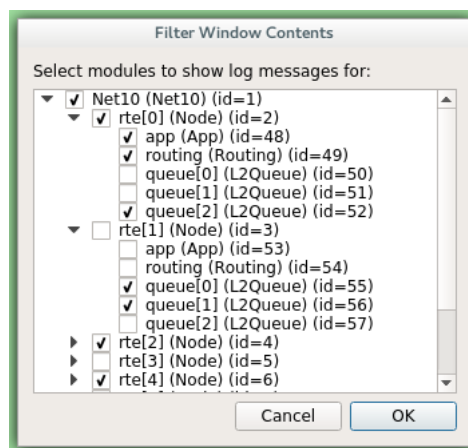 Filter Window Contents
Select modules to show log messages for:
Net10 (Net10) (id=1)
rte[0] (Node) (id=2)
app (App) (id=48)
routing (Routing) (id=49)
queue[0] (L2Queue) (id=50)
queue[1] (L2Queue) (id=51)
queue[2] (L2Queue) (id=52)
rte[1] (Node) (id=3)
app (App) (id=53)
routing (Routing) (id=54)
queue[0] (L2Queue) (id=55)
queue[1] (L2Queue) (id=56)
queue[2] (L2Queue) (id=57)
rte[2] (Node) (id=4)
rte[3] (Node) (id=5)
rte[4] (Node) (id=6)
Cancel OK